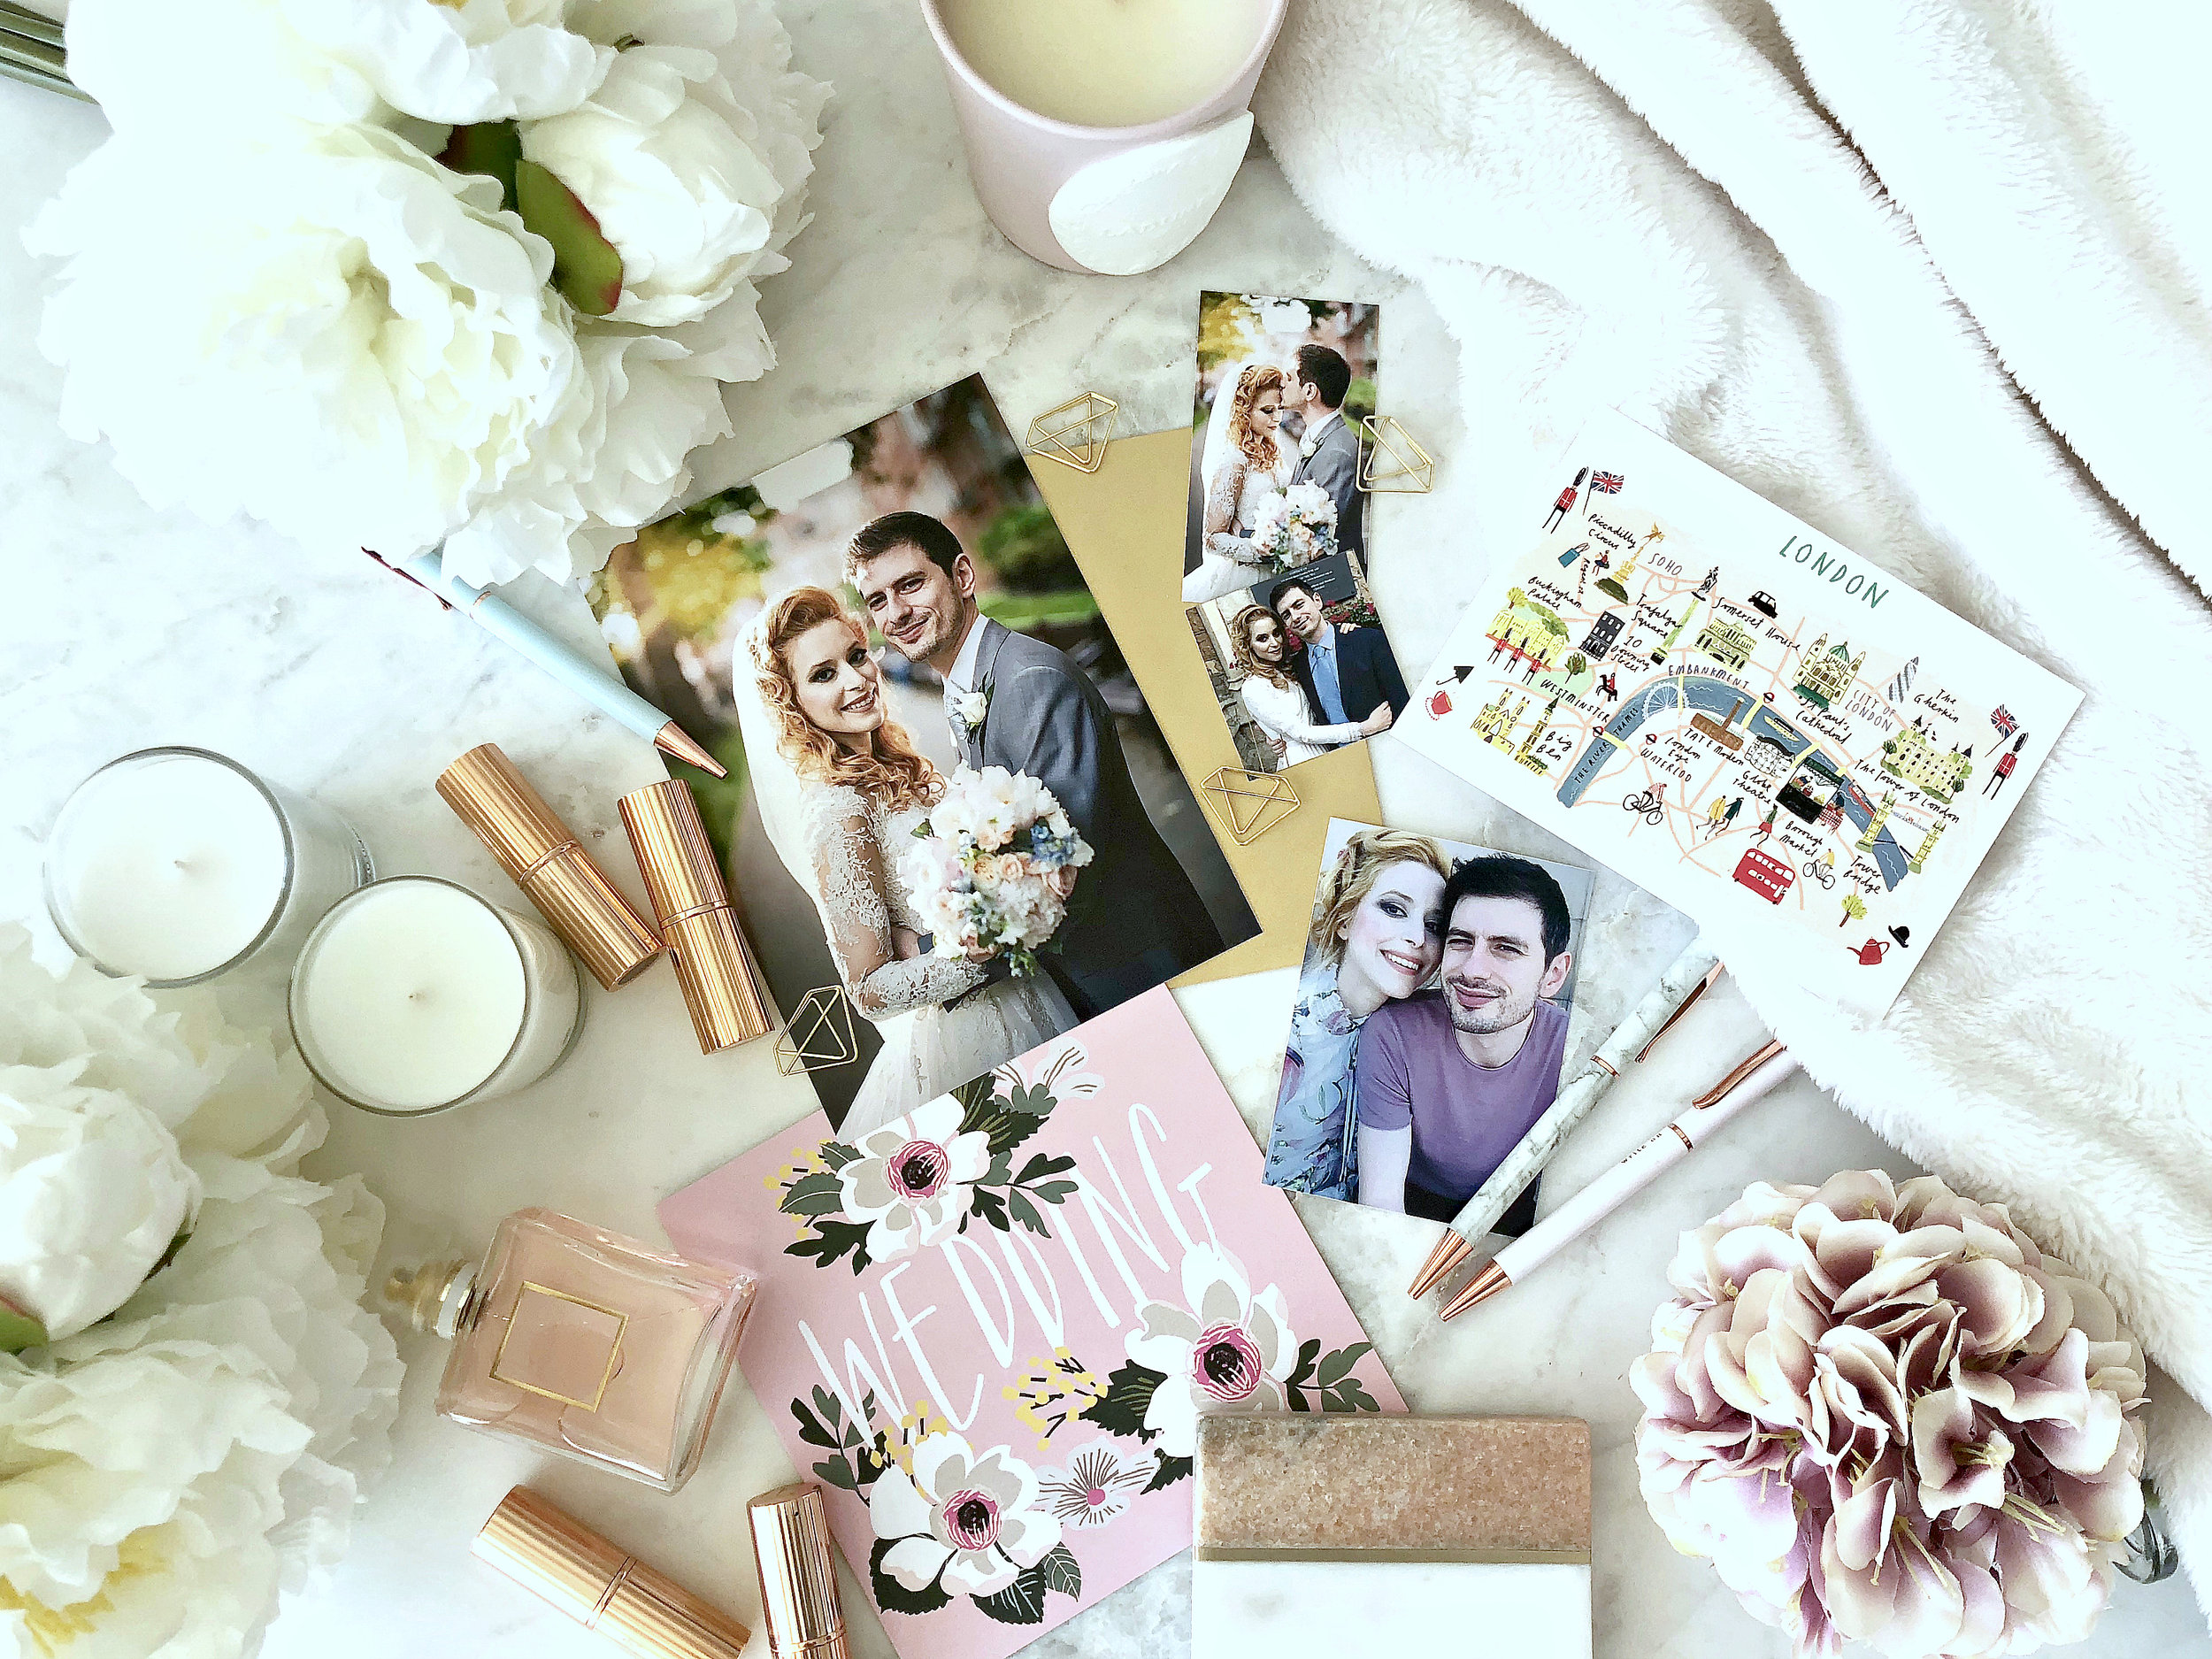 LONDON
Piccadilly
Circus
SOHO
Buckingham
Palace
Trafalgar
Square
Somerset House
10
Downing
Street
EMBANKMENT
WESTMINSTER
St Paul's
Cathedral
CITY OF
LONDON
The
Gherkin
Big
Ben
THE RIVER THAMES
TATE Modern
London
Eye
WATERLOO
Globe
Theatre
The Tower of London
Borough
Market
Tower
Bridge
WEDDING
WRITE ON